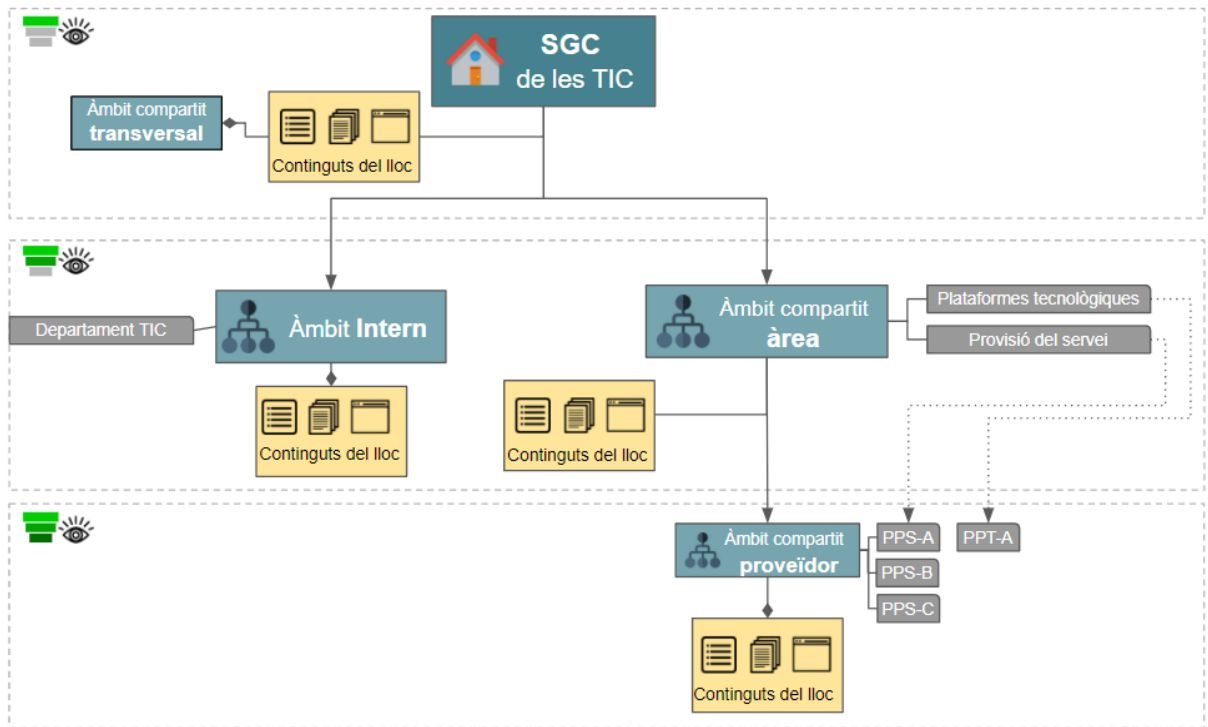 SGC
de les TIC
Àmbit compartit
transversal
Continguts del lloc
Departament TIC
Àmbit Intern
Continguts del lloc
Àmbit compartit
àrea
Plataformes tecnològiques
Provisió del servei
Continguts del lloc
Àmbit compartit
proveïdor
PPS-A
PPT-A
PPS-B
PPS-C
Continguts del lloc